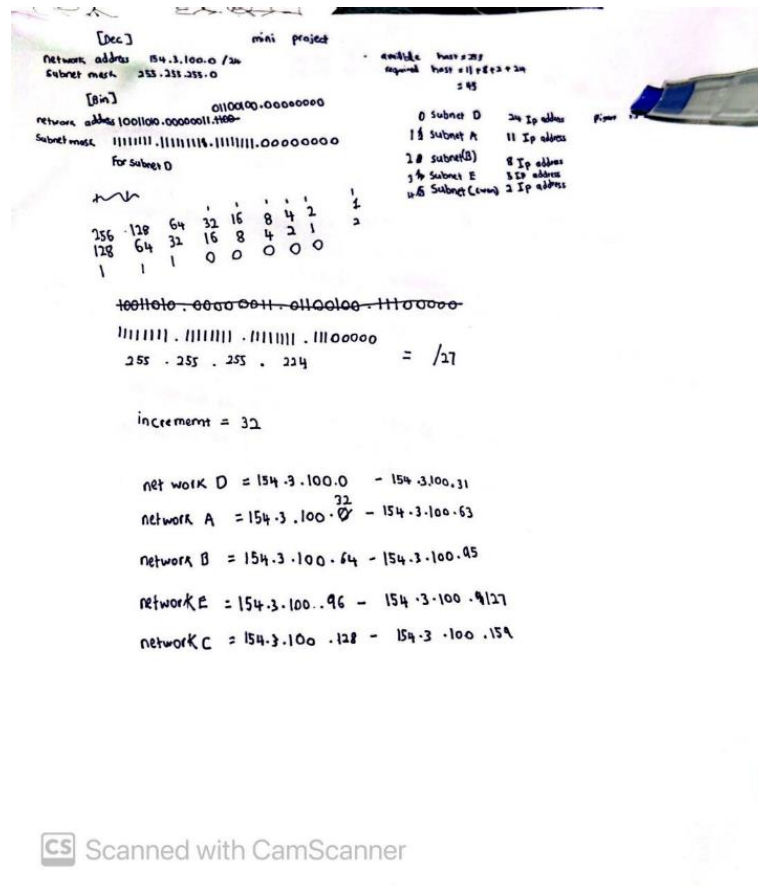 [Dec] mini project
network address 154.3.100.0 /24
Subnet mask 255.255.255.0
host = 255
required host = 11+8+2+24
= 45
[Bin]
01100100.00000000
network address 10011010.00000011.
Subnet mask 11111111.11111111.11111111.00000000
for subnet D
0 Subnet D 24 Ip address
1 Subnet A 11 Ip address
2 subnet(B) 8 Ip address
3 Subnet E Ip address
Subnet C 2 Ip address
256 128 64 32 16 8 4 2 1
128 64 32 16 8 4 2 1
1 1 1 0 0 0 0 0
10011010.00000011.01100100.11100000
11111111.11111111.11111111.11100000
255 . 255 . 255 . 224 = /27
increment = 32
net work D = 154.3.100.0 - 154.3.100.31
network A = 154.3.100.32 - 154.3.100.63
network B = 154.3.100.64 - 154.3.100.95
network E = 154.3.100..96 - 154.3.100.127
network C = 154.3.100.128 - 154.3.100.159
CS Scanned with CamScanner